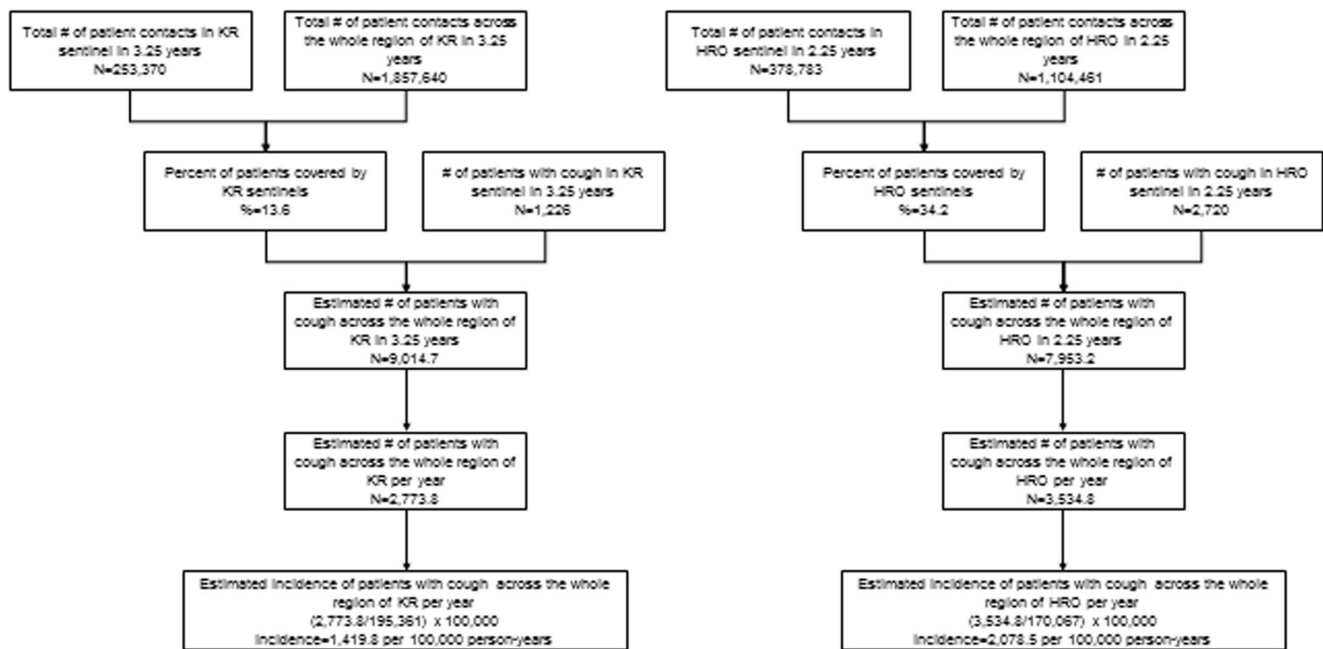 Total # of patient contacts in KR
sentinel in 3.25 years
N=253,370
Total # of patient contacts across
the whole region of KR in 3.25
years
N=1,857,640
Total # of patient contacts in
HRO sentinel in 2.25 years
N=378,783
Total # of patient contacts across
the whole region of HRO in 2.25
years
N=1,104,461
Percent of patients covered by
KR sentinels
%=13.6
# of patients with cough in KR
sentinel in 3.25 years
N=1,226
Percent of patients covered by
HRO sentinels
%=34.2
# of patients with cough in HRO
sentinel in 2.25 years
N=2,720
Estimated # of patients with
cough across the whole region of
KR in 3.25 years
N=9,014.7
Estimated # of patients with
cough across the whole region of
HRO in 2.25 years
N=7,953.2
Estimated # of patients with
cough across the whole region of
KR per year
N=2,773.8
Estimated # of patients with
cough across the whole region of
HRO per year
N=3,534.8
Estimated incidence of patients with cough across the whole
region of KR per year
(2,773.8/195,361) x 100,000
Incidence=1,419.8 per 100,000 person-years
Estimated incidence of patients with cough across the whole
region of HRO per year
(3,534.8/170,067) x 100,000
Incidence=2,078.5 per 100,000 person-years